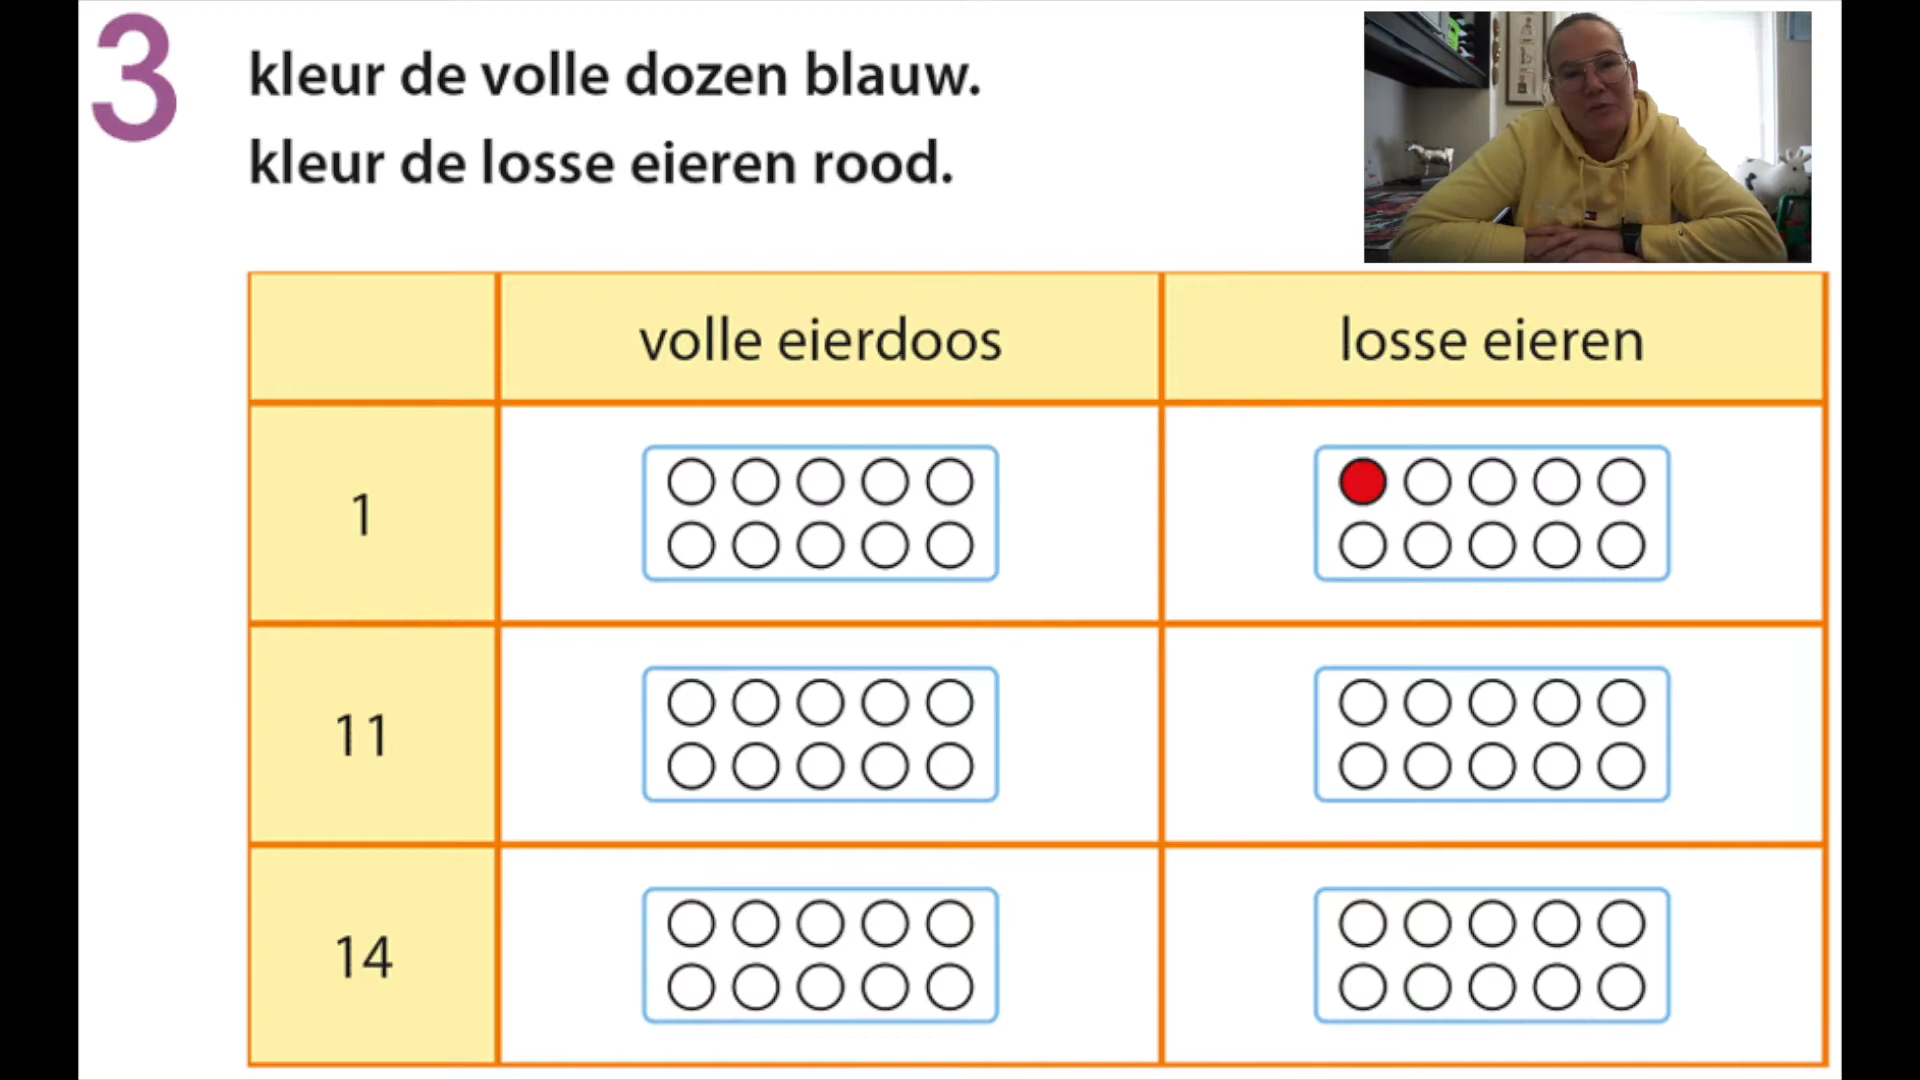 3
kleur de volle dozen blauw.
kleur de losse eieren rood.
volle eierdoos losse eieren
1
11
14